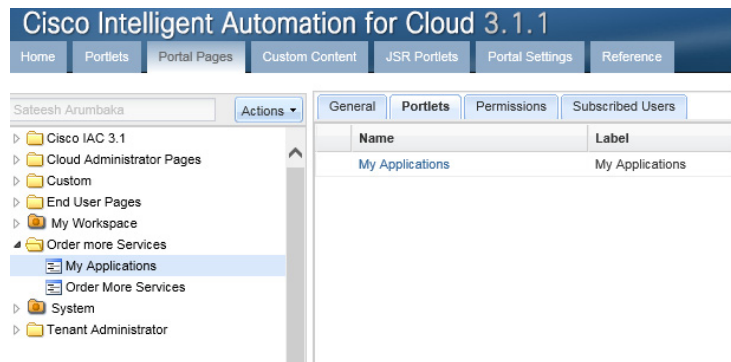 Cisco Intelligent Automation for Cloud 3.1.1
Home Portlets Portal Pages Custom Content JSR Portlets Portal Settings Reference
Sateesh Arumbaka Actions
General Portlets Permissions Subscribed Users
Name Label
My Applications My Applications
Cisco IAC 3.1
Cloud Administrator Pages
Custom
End User Pages
My Workspace
Order more Services
My Applications
Order More Services
System
Tenant Administrator